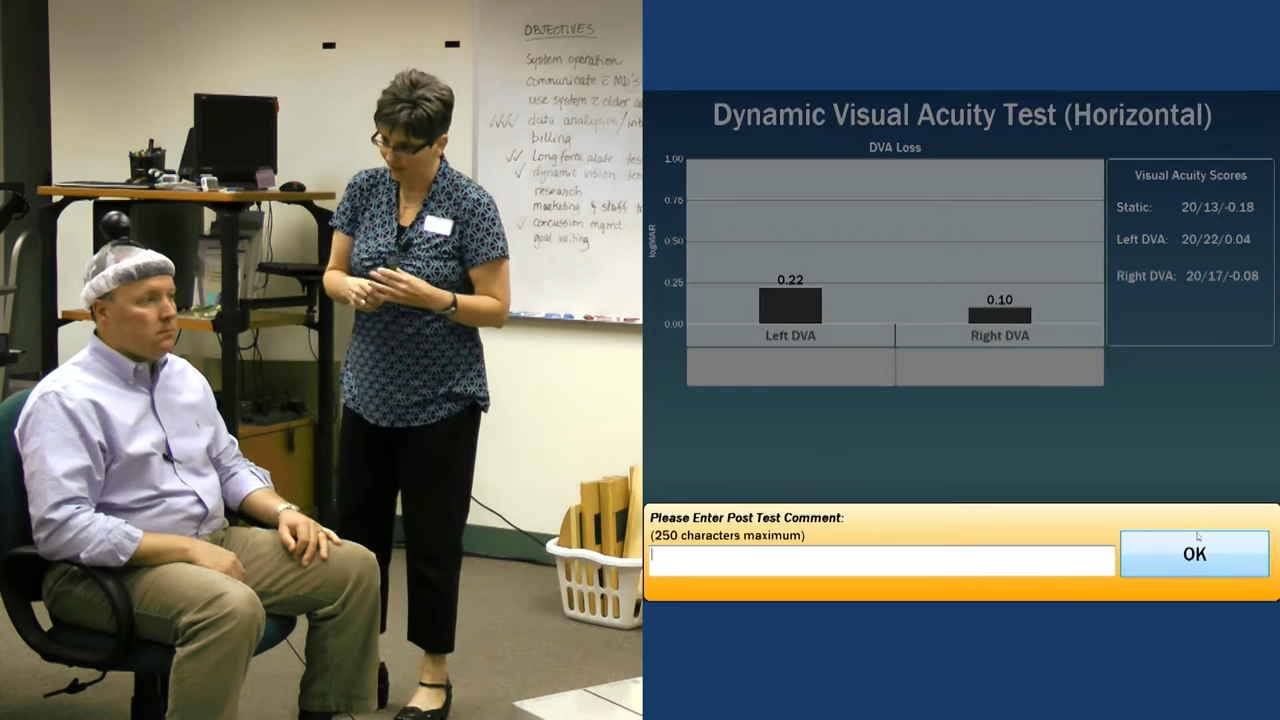 OBJECTIVES
System operation
communicate c̄ MD's
use system c̄ older
data analysis/
billing
Long force plate
dynamic vision
research
marketing & staff
concussion mgmt.
goal writing
Dynamic Visual Acuity Test (Horizontal)
DVA Loss
1.00
0.75
0.50
0.25
0.00
logMAR
0.22
0.10
Left DVA
Right DVA
Visual Acuity Scores
Static: 20/13/-0.18
Left DVA: 20/22/0.04
Right DVA: 20/17/-0.08
Please Enter Post Test Comment:
(250 characters maximum)
OK